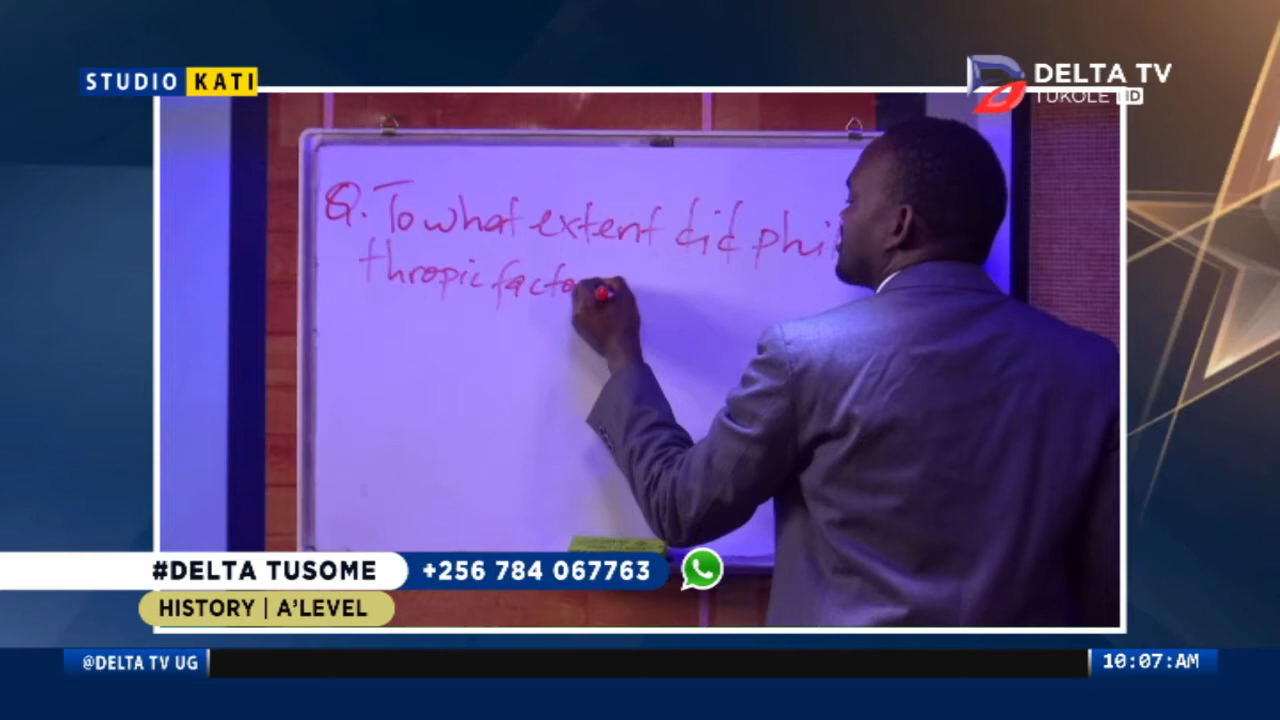 STUDIO KATI
DELTA TV
TUKOLE HD
Q. To what extent did phi
thropic facto
#DELTA TUSOME
+256 784 067763
HISTORY | A'LEVEL
@DELTA TV UG
10:07:AM